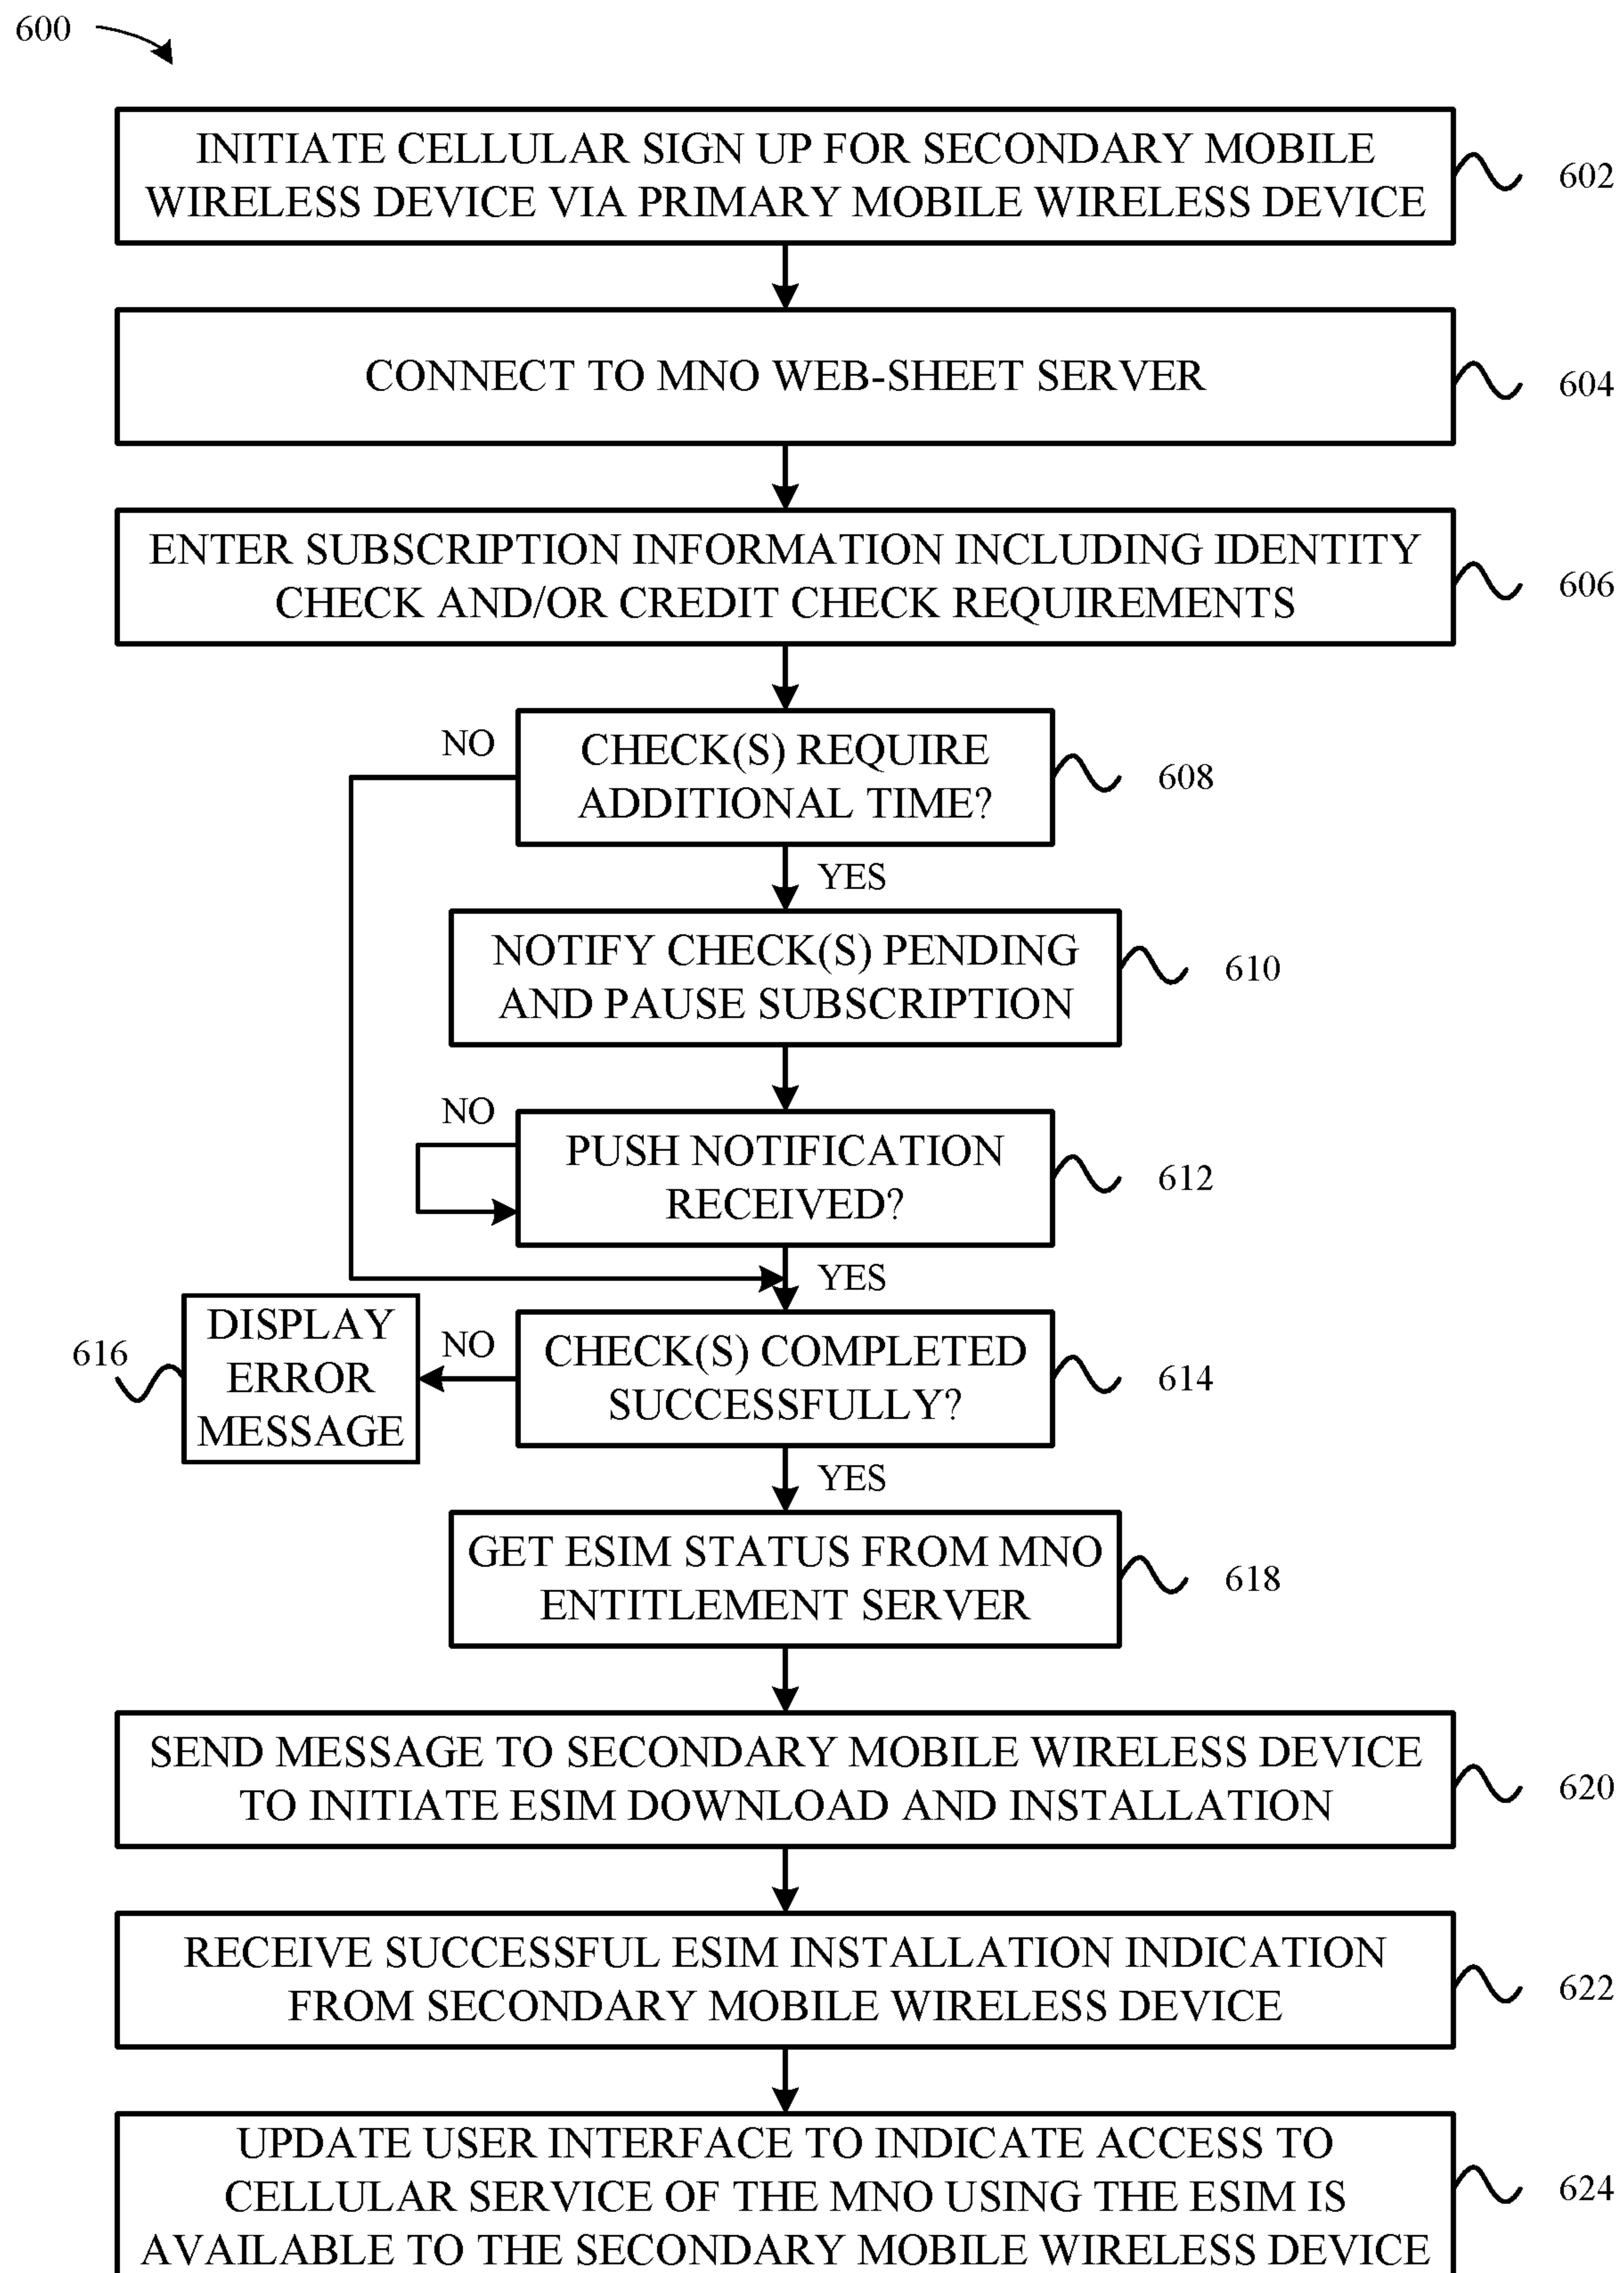 600
INITIATE CELLULAR SIGN UP FOR SECONDARY MOBILE
WIRELESS DEVICE VIA PRIMARY MOBILE WIRELESS DEVICE
602
CONNECT TO MNO WEB-SHEET SERVER
604
ENTER SUBSCRIPTION INFORMATION INCLUDING IDENTITY
CHECK AND/OR CREDIT CHECK REQUIREMENTS
606
NO
CHECK(S) REQUIRE
ADDITIONAL TIME?
608
YES
NOTIFY CHECK(S) PENDING
AND PAUSE SUBSCRIPTION
610
NO
PUSH NOTIFICATION
RECEIVED?
612
YES
DISPLAY
ERROR
MESSAGE
616
NO
CHECK(S) COMPLETED
SUCCESSFULLY?
614
YES
GET ESIM STATUS FROM MNO
ENTITLEMENT SERVER
618
SEND MESSAGE TO SECONDARY MOBILE WIRELESS DEVICE
TO INITIATE ESIM DOWNLOAD AND INSTALLATION
620
RECEIVE SUCCESSFUL ESIM INSTALLATION INDICATION
FROM SECONDARY MOBILE WIRELESS DEVICE
622
UPDATE USER INTERFACE TO INDICATE ACCESS TO
CELLULAR SERVICE OF THE MNO USING THE ESIM IS
AVAILABLE TO THE SECONDARY MOBILE WIRELESS DEVICE
624